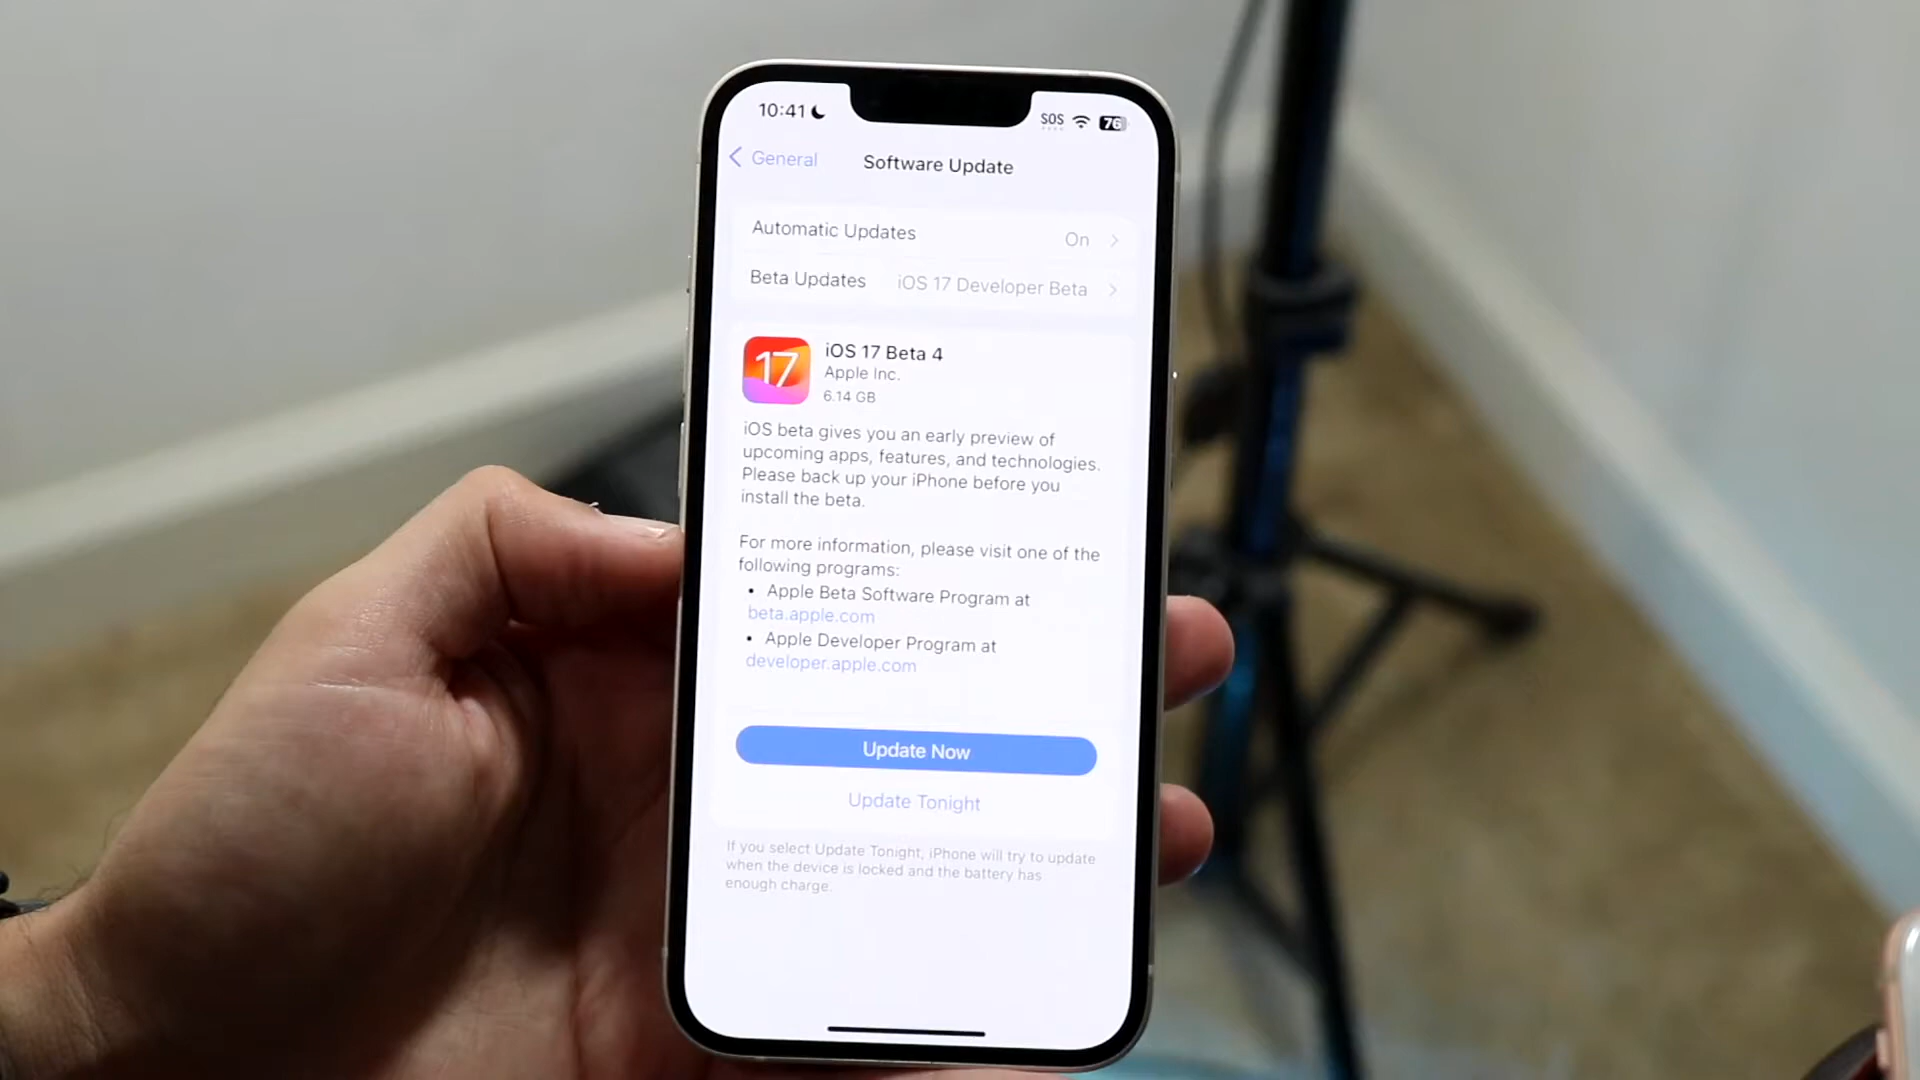 10:41
SOS 76
General
Software Update
Automatic Updates On
Beta Updates iOS 17 Developer Beta
17
iOS 17 Beta 4
Apple Inc.
6.14 GB
iOS beta gives you an early preview of
upcoming apps, features, and technologies.
Please back up your iPhone before you
install the beta.
For more information, please visit one of the
following programs:
• Apple Beta Software Program at
beta.apple.com
• Apple Developer Program at
developer.apple.com
Update Now
Update Tonight
If you select Update Tonight, iPhone will try to update
when the device is locked and the battery has
enough charge.